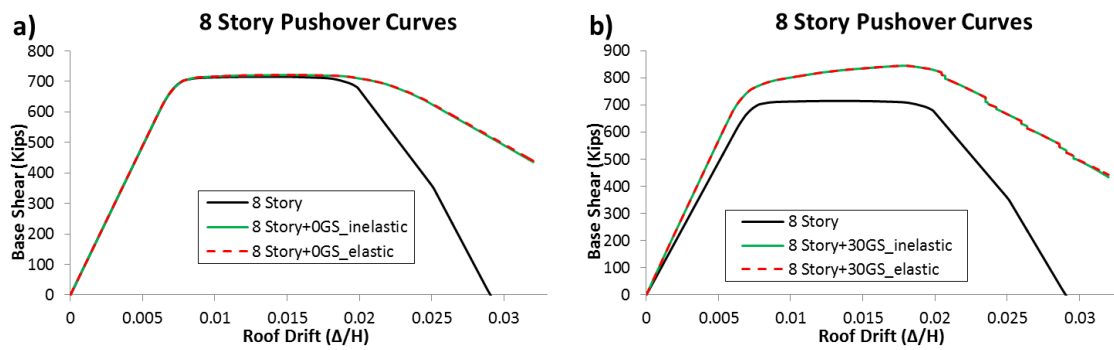 a)
8 Story Pushover Curves
Base Shear (Kips)
800
700
600
500
400
300
200
100
0
8 Story
8 Story+0GS_inelastic
8 Story+0GS_elastic
0 0.005 0.01 0.015 0.02 0.025 0.03
Roof Drift (Δ/H)
b)
8 Story Pushover Curves
Base Shear (Kips)
900
800
700
600
500
400
300
200
100
0
8 Story
8 Story+30GS_inelastic
8 Story+30GS_elastic
0 0.005 0.01 0.015 0.02 0.025 0.03
Roof Drift (Δ/H)